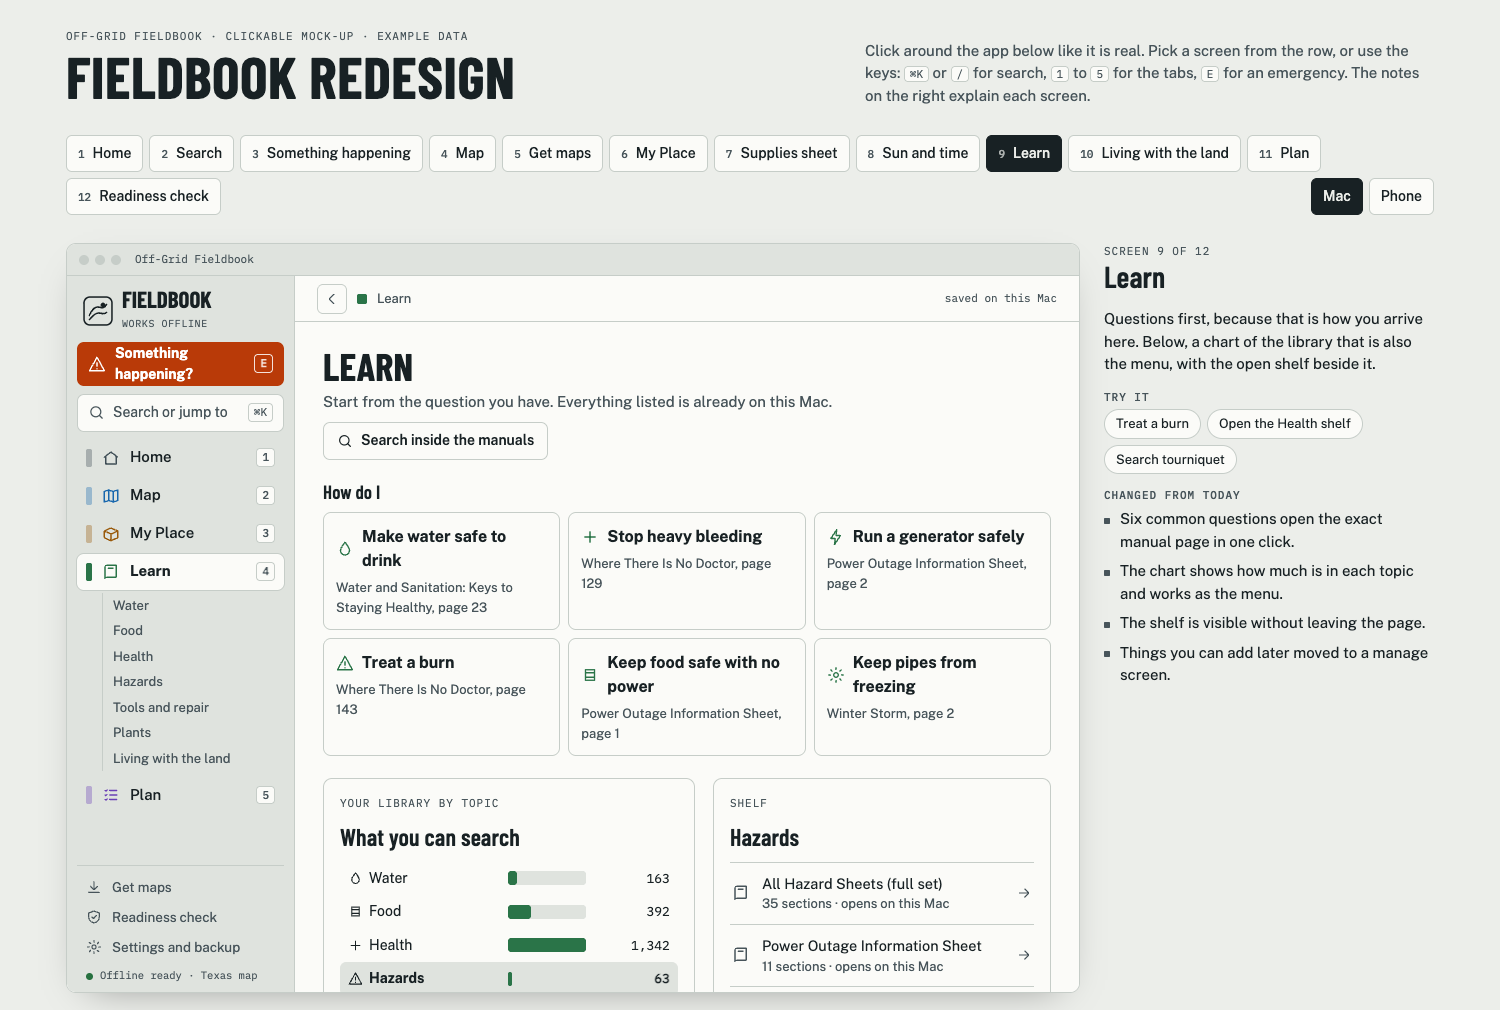 OFF-GRID FIELDBOOK · CLICKABLE MOCK-UP · EXAMPLE DATA
FIELDBOOK REDESIGN
Click around the app below like it is real. Pick a screen from the row, or use the
keys: ⌘K or / for search, 1 to 5 for the tabs, E for an emergency. The notes
on the right explain each screen.
1 Home
2 Search
3 Something happening
4 Map
5 Get maps
6 My Place
7 Supplies sheet
8 Sun and time
9 Learn
10 Living with the land
11 Plan
12 Readiness check
Mac
Phone
Off-Grid Fieldbook
FIELDBOOK
WORKS OFFLINE
Something
happening?
E
Search or jump to ⌘K
Home 1
Map 2
My Place 3
Learn 4
Water
Food
Health
Hazards
Tools and repair
Plants
Living with the land
Plan 5
Get maps
Readiness check
Settings and backup
Offline ready · Texas map
Learn
saved on this Mac
LEARN
Start from the question you have. Everything listed is already on this Mac.
Search inside the manuals
How do I
Make water safe to
drink
Water and Sanitation: Keys to
Staying Healthy, page 23
Stop heavy bleeding
Where There Is No Doctor, page
129
Run a generator safely
Power Outage Information Sheet,
page 2
Treat a burn
Where There Is No Doctor, page
143
Keep food safe with no
power
Power Outage Information Sheet,
page 1
Keep pipes from
freezing
Winter Storm, page 2
YOUR LIBRARY BY TOPIC
What you can search
Water 163
Food 392
Health 1,342
Hazards 63
SHELF
Hazards
All Hazard Sheets (full set)
35 sections · opens on this Mac
Power Outage Information Sheet
11 sections · opens on this Mac
SCREEN 9 OF 12
Learn
Questions first, because that is how you arrive
here. Below, a chart of the library that is also
the menu, with the open shelf beside it.
TRY IT
Treat a burn
Open the Health shelf
Search tourniquet
CHANGED FROM TODAY
Six common questions open the exact
manual page in one click.
The chart shows how much is in each topic
and works as the menu.
The shelf is visible without leaving the page.
Things you can add later moved to a manage
screen.